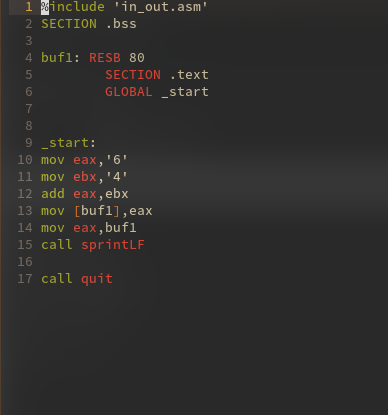 1 %include 'in_out.asm'
2 SECTION .bss
3
4 buf1: RESB 80
5         SECTION .text
6         GLOBAL _start
7
8
9 _start:
10 mov eax,'6'
11 mov ebx,'4'
12 add eax,ebx
13 mov [buf1],eax
14 mov eax,buf1
15 call sprintLF
16
17 call quit